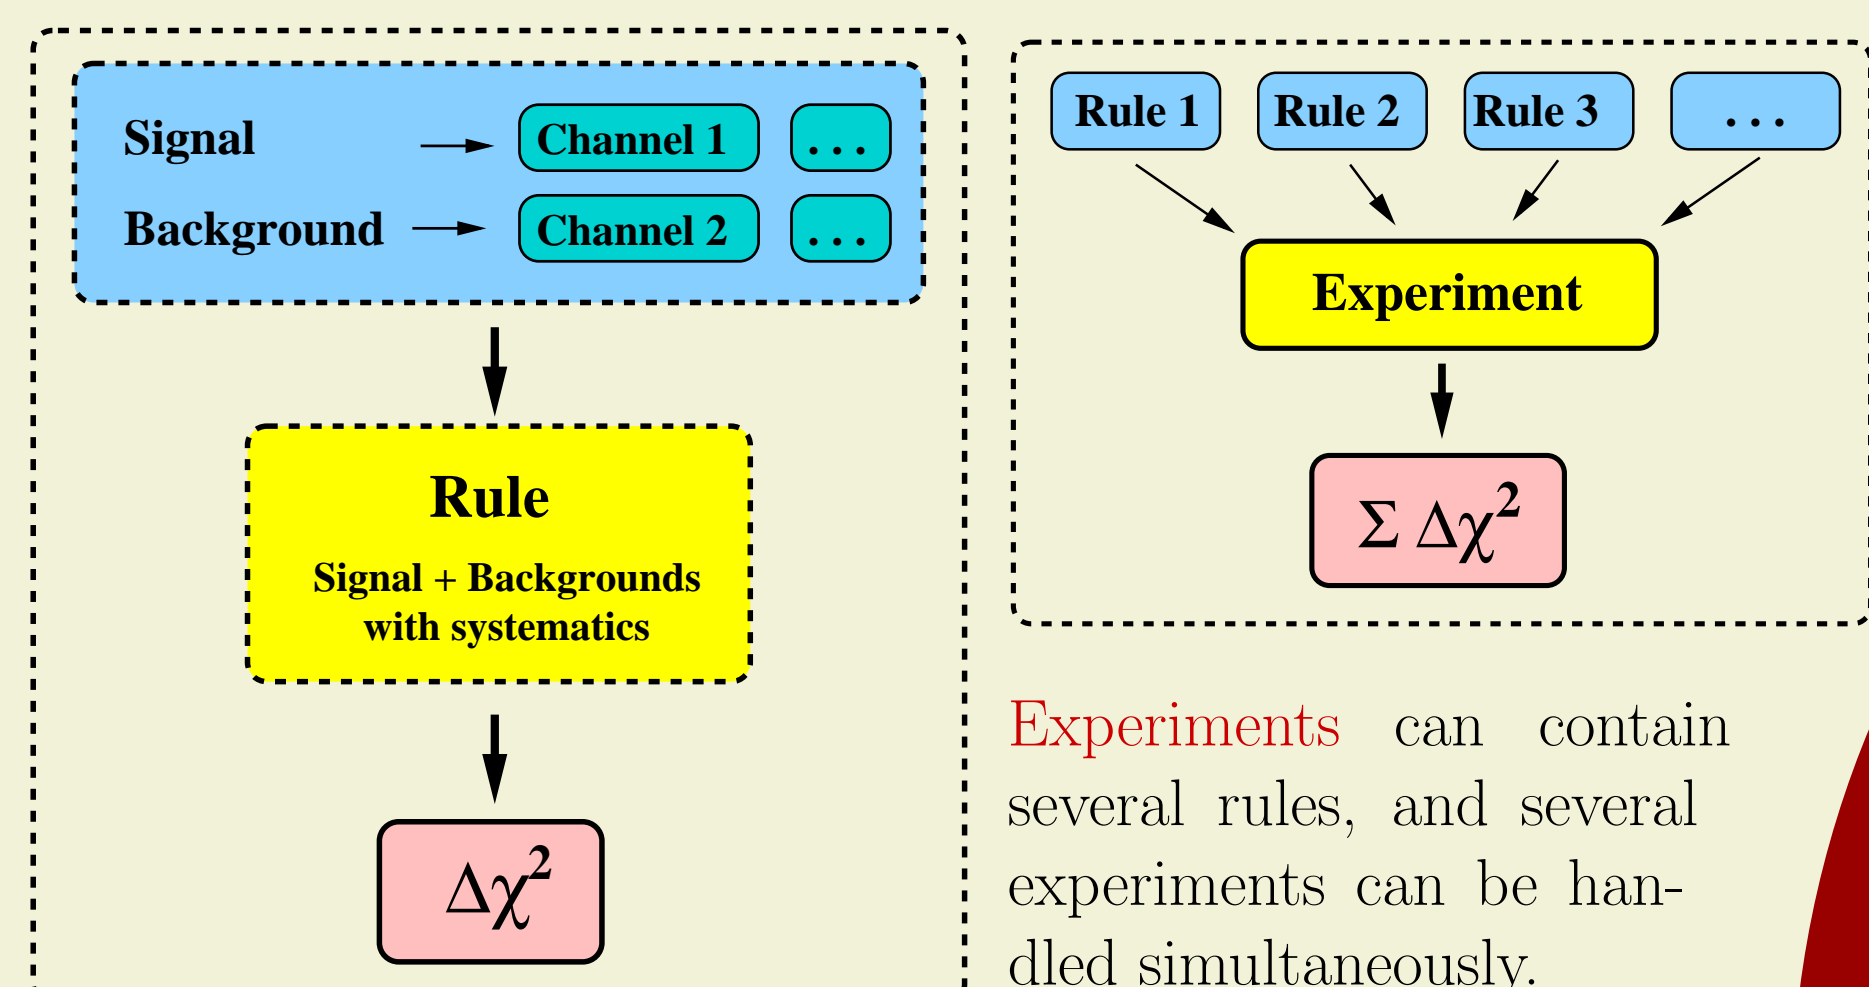 Signal
Channel 1
...
Background
Channel 2
...
Rule
Signal + Backgrounds
with systematics
Δχ²
Rule 1
Rule 2
Rule 3
...
Experiment
Σ Δχ²
Experiments can contain
several rules, and several
experiments can be han-
dled simultaneously.